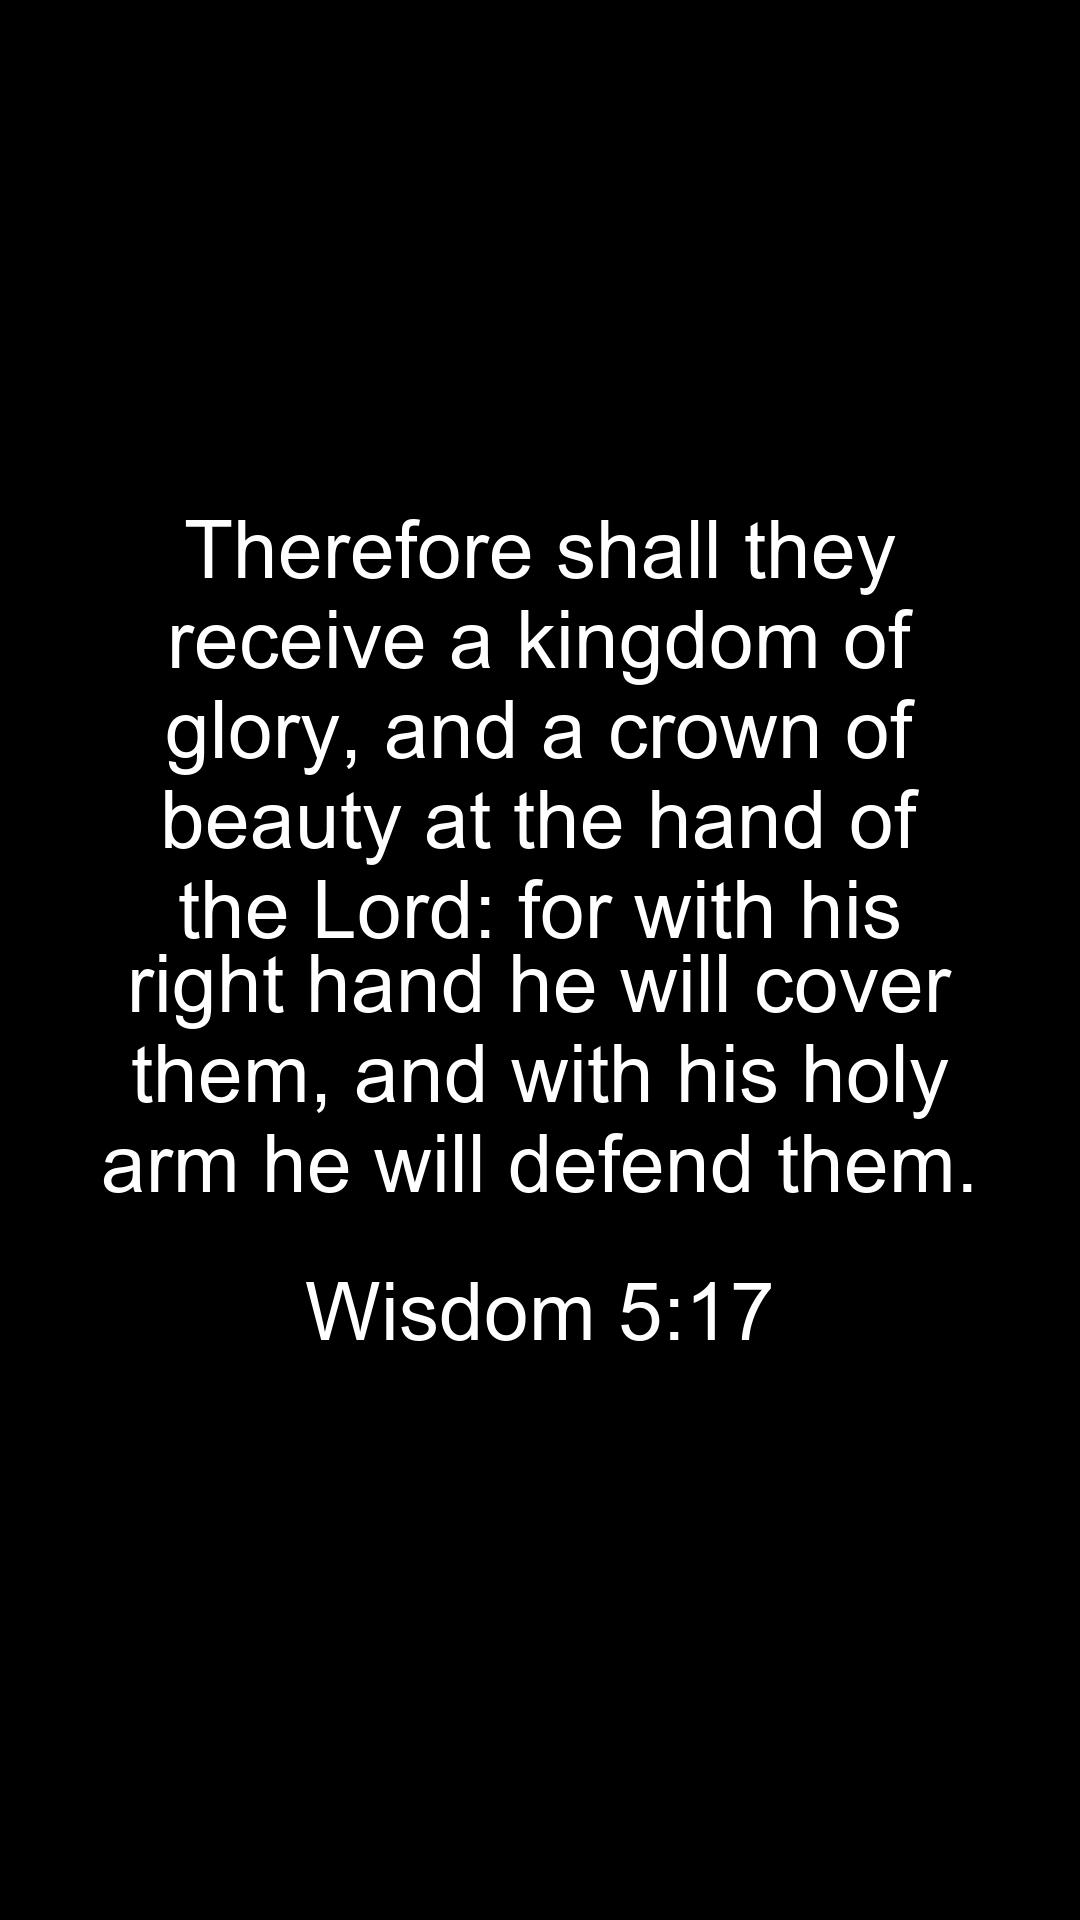 Therefore shall they
receive a kingdom of
glory, and a crown of
beauty at the hand of
the Lord: for with his
right hand he will cover
them, and with his holy
arm he will defend them.
Wisdom 5:17